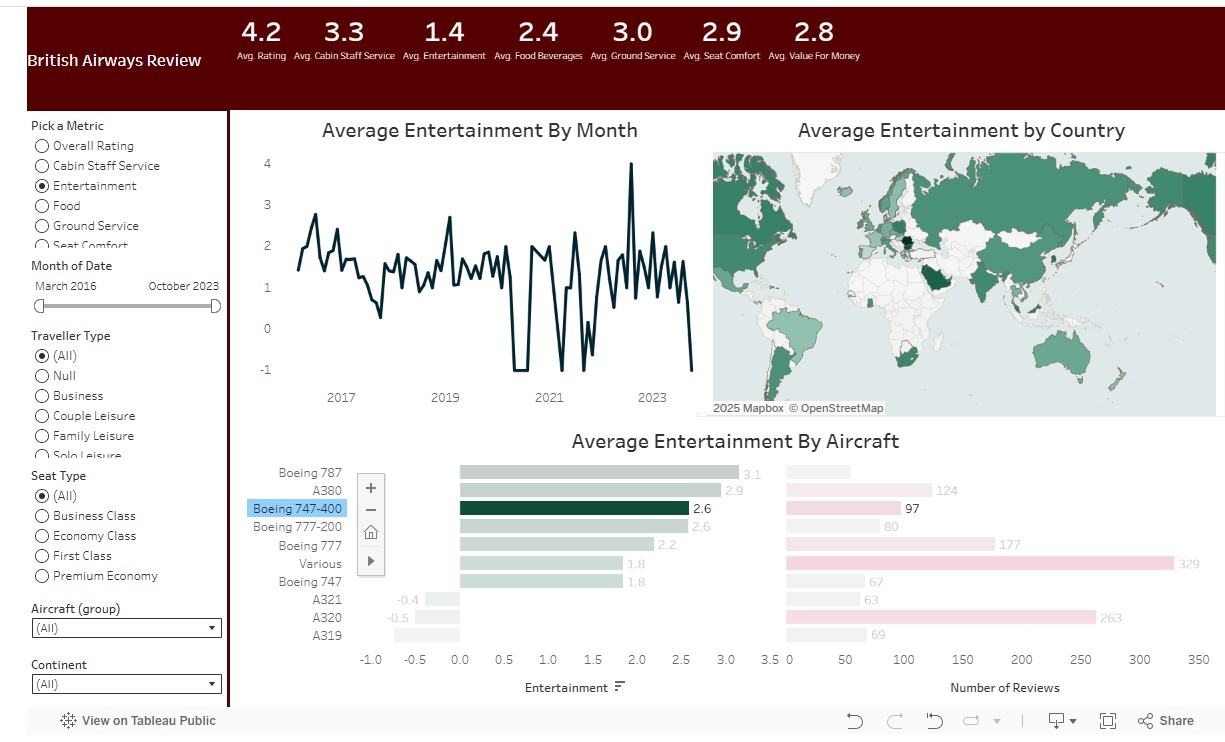 4.2 3.3 1.4 2.4 3.0 2.9 2.8
British Airways Review
Avg. Rating Avg. Cabin Staff Service Avg. Entertainment Avg. Food Beverages Avg. Ground Service Avg. Seat Comfort Avg. Value For Money
Pick a Metric
Overall Rating
Cabin Staff Service
Entertainment
Food
Ground Service
Seat Comfort
Month of Date
March 2016 October 2023
Traveller Type
(All)
Null
Business
Couple Leisure
Family Leisure
Solo Leisure
Seat Type
(All)
Business Class
Economy Class
First Class
Premium Economy
Aircraft (group)
(All)
Continent
(All)
Average Entertainment By Month
4
3
2
1
0
-1
2017 2019 2021 2023
Average Entertainment by Country
2025 Mapbox © OpenStreetMap
Average Entertainment By Aircraft
Boeing 787 3.1
A380 2.9 124
Boeing 747-400 2.6 97
Boeing 777-200 2.6 80
Boeing 777 2.2 177
Various 1.8 329
Boeing 747 1.8 67
A321 -0.4 63
A320 -0.5 263
A319 69
-1.0 -0.5 0.0 0.5 1.0 1.5 2.0 2.5 3.0 3.5 0 50 100 150 200 250 300 350
Entertainment Number of Reviews
View on Tableau Public Share